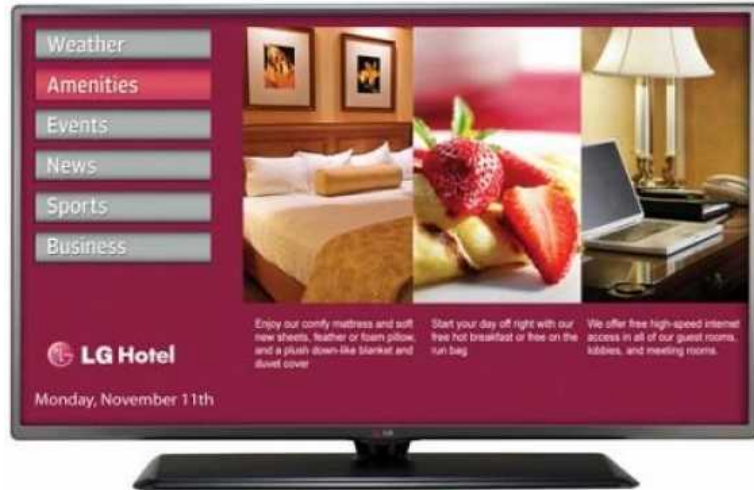 Weather
Amenities
Events
News
Sports
Business
Enjoy our comfy mattress and soft
new sheets, feather or foam pillow,
and a plush down-like blanket and
duvet cover
Start your day off right with our
free hot breakfast or free on the
run bag
We offer free high-speed internet
access in all of our guest rooms,
lobbies, and meeting rooms.
LG Hotel
Monday, November 11th
LG